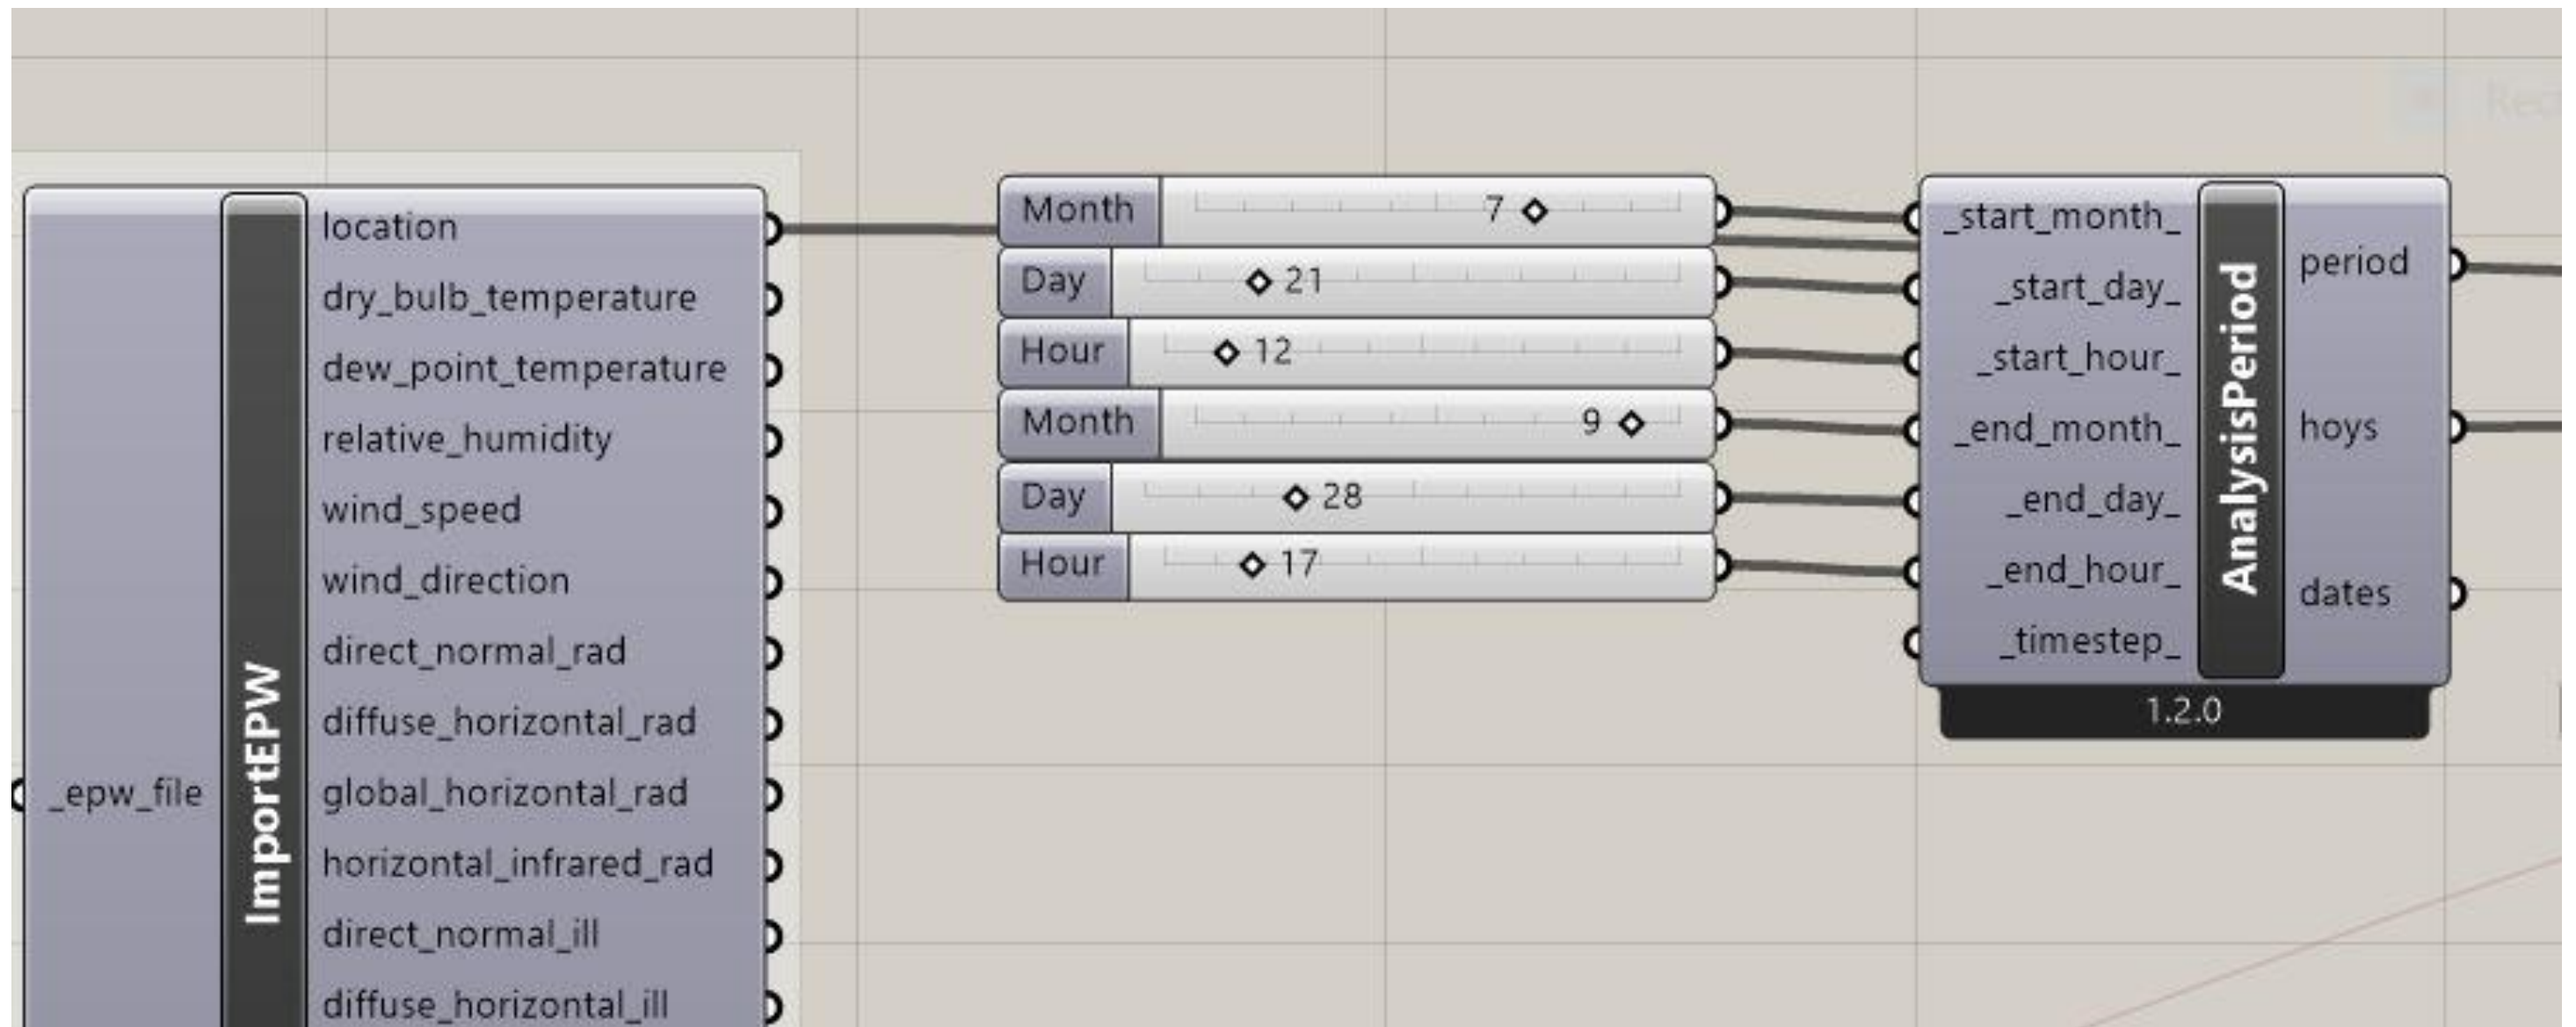 location
dry_bulb_temperature
dew_point_temperature
relative_humidity
wind_speed
wind_direction
direct_normal_rad
diffuse_horizontal_rad
_epw_file
global_horizontal_rad
horizontal_infrared_rad
direct_normal_ill
diffuse_horizontal_ill
ImportEPW
Month 7
Day 21
Hour 12
Month 9
Day 28
Hour 17
_start_month_
_start_day_
_start_hour_
_end_month_
_end_day_
_end_hour_
_timestep_
AnalysisPeriod
period
hoys
dates
1.2.0